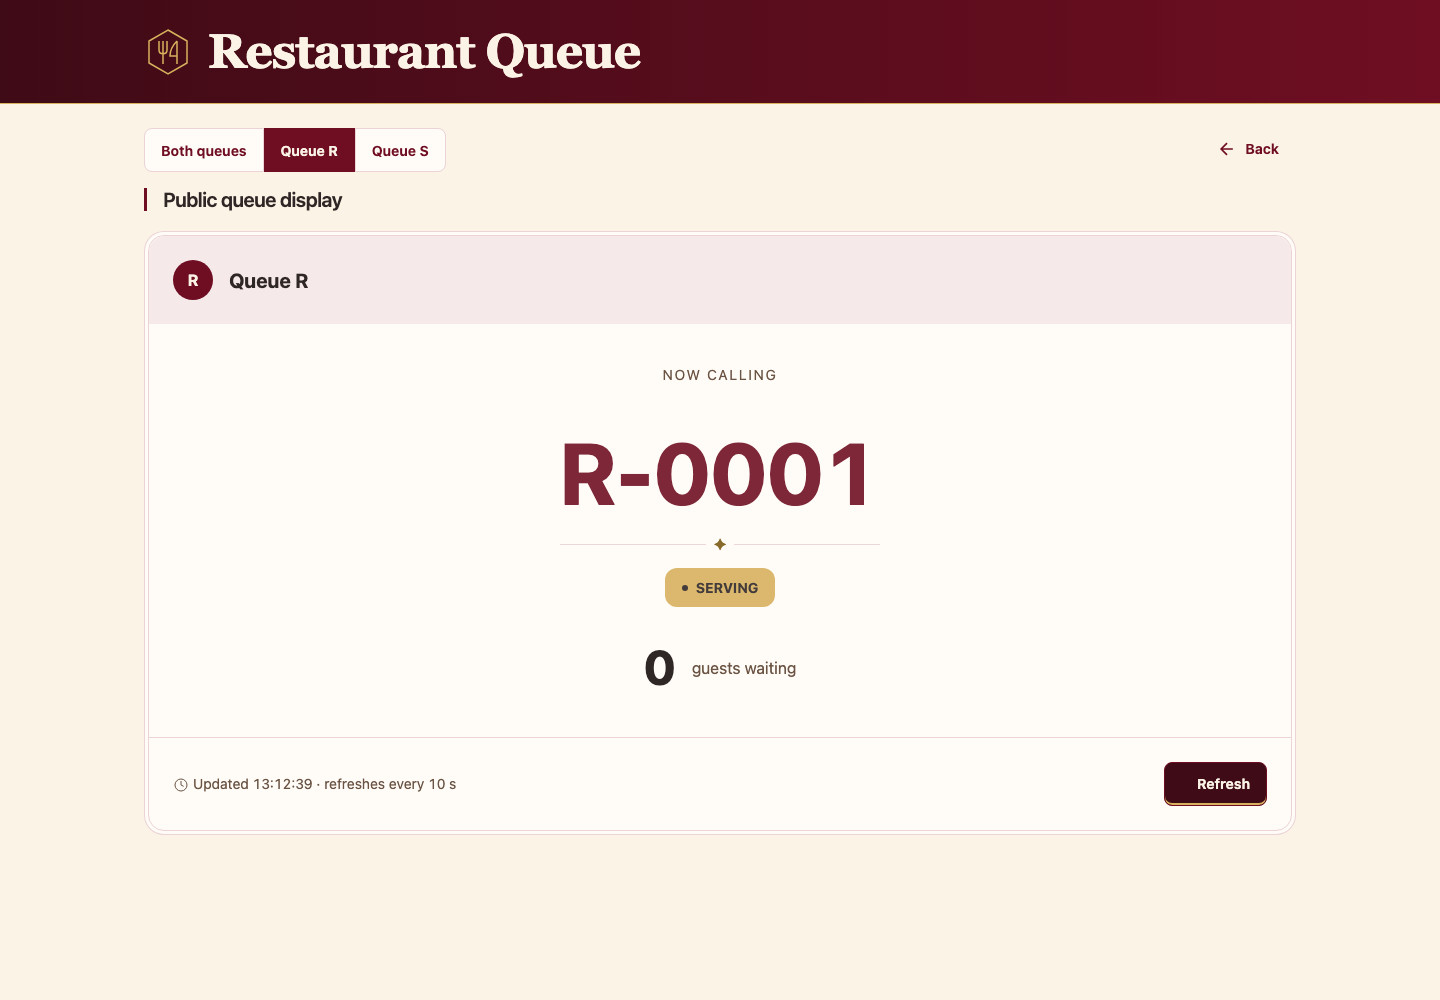 Restaurant Queue
Both queues
Queue R
Queue S
Back
Public queue display
R
Queue R
NOW CALLING
R-0001
SERVING
0 guests waiting
Updated 13:12:39 · refreshes every 10 s
Refresh